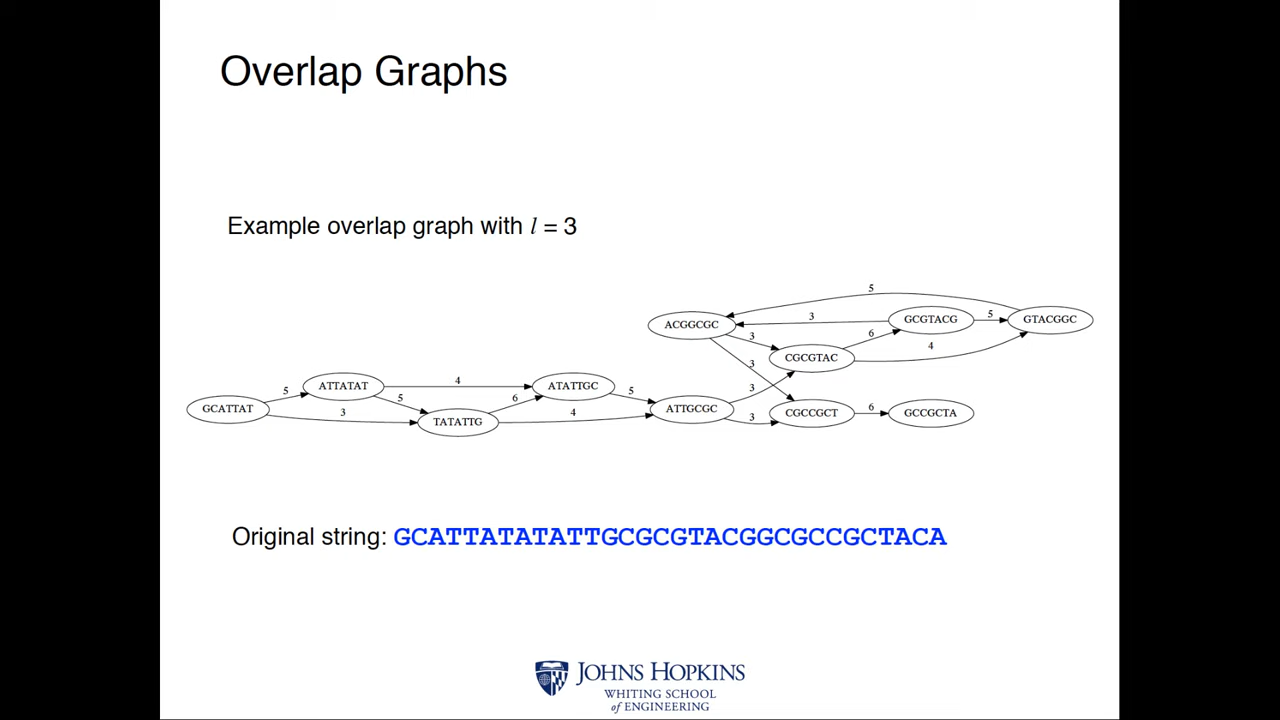 Overlap Graphs
Example overlap graph with l = 3
5
ACGGCGC
3
GCGTACG
5
GTACGGC
3
6
4
CGCGTAC
3
GCATTAT
5
ATTATAT
4
ATATTGC
5
3
5
TATATTG
6
4
ATTGCGC
3
3
CGCCGCT
6
GCCGCTA
Original string: GCATTATATATTGCGCGTACGGCGCCGCTACA
JOHNS HOPKINS
WHITING SCHOOL
of ENGINEERING